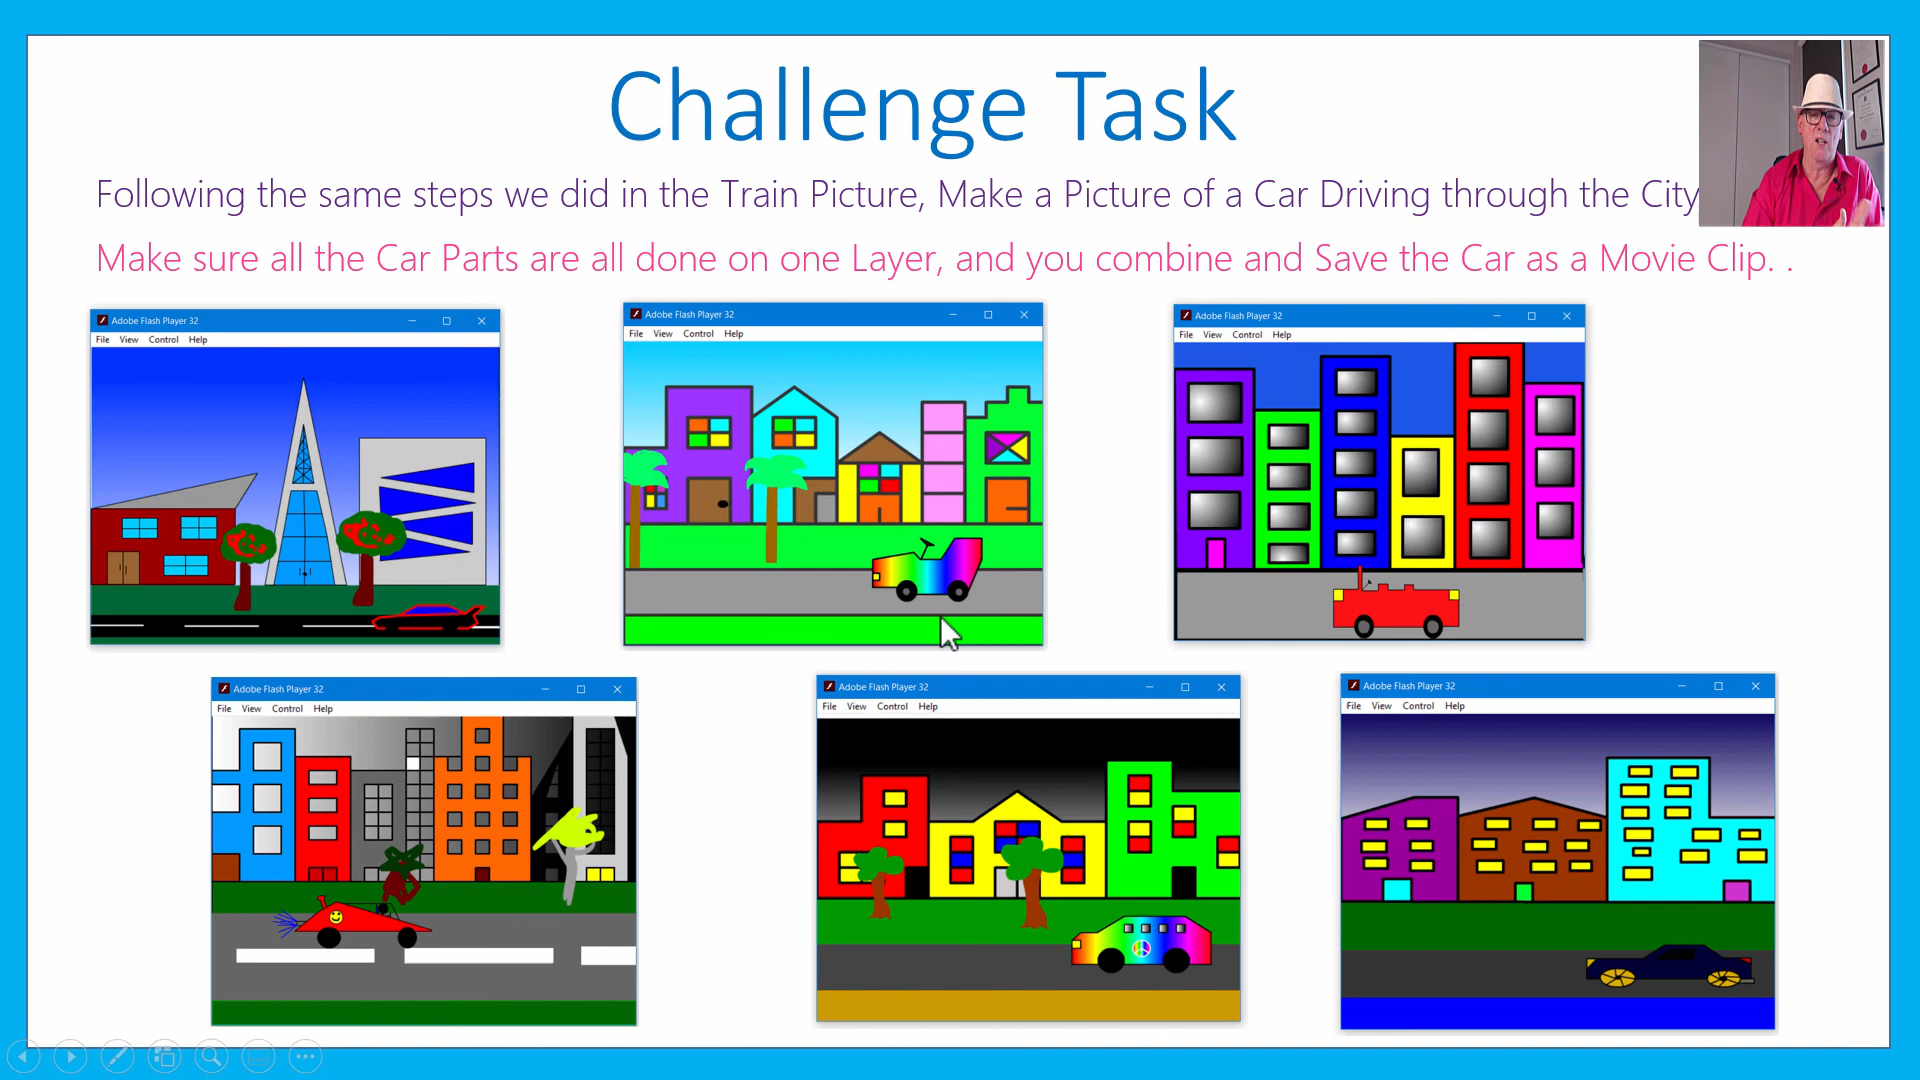 Challenge Task
Following the same steps we did in the Train Picture, Make a Picture of a Car Driving through the City
Make sure all the Car Parts are all done on one Layer, and you combine and Save the Car as a Movie Clip. .
Adobe Flash Player 32
File View Control Help
Adobe Flash Player 32
File View Control Help
Adobe Flash Player 32
File View Control Help
Adobe Flash Player 32
File View Control Help
Adobe Flash Player 32
File View Control Help
Adobe Flash Player 32
File View Control Help